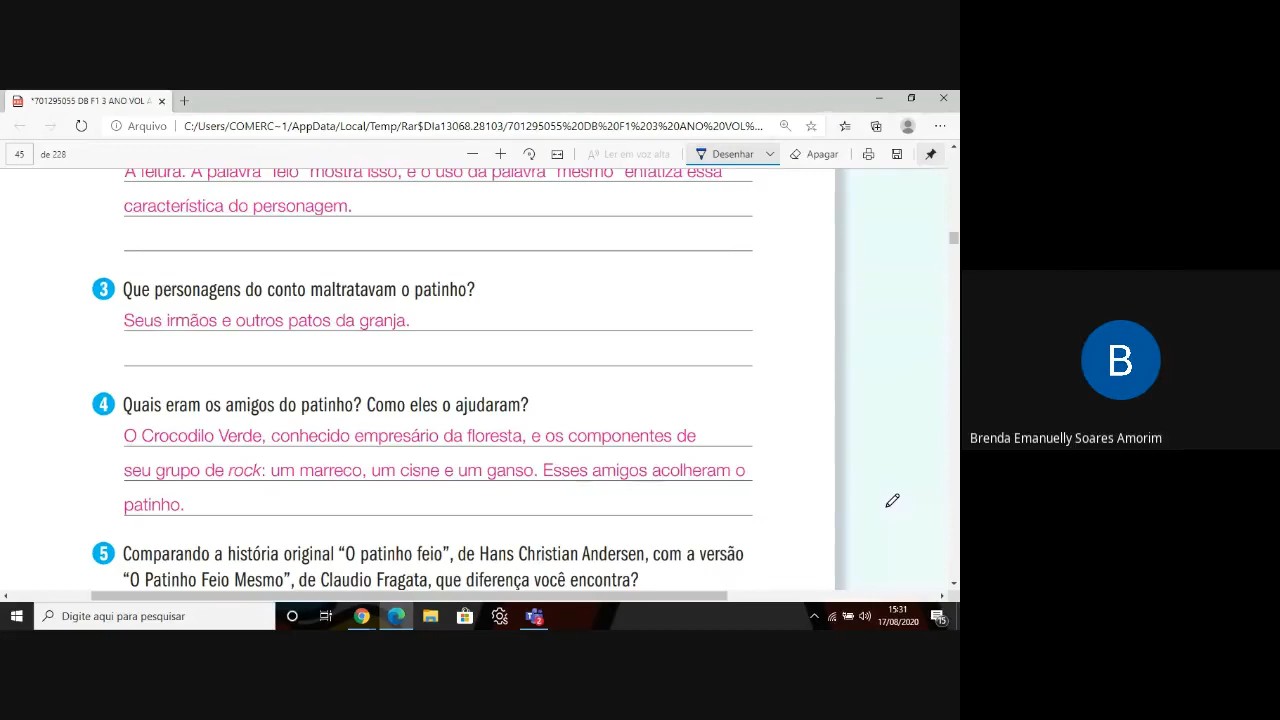 *701295055 DB F1 3 ANO VOL
Arquivo
C:/Users/COMERC~1/AppData/Local/Temp/Rar$DIa13068.28103/701295055%20DB%20F1%203%20ANO%20VOL%...
45 de 228
Ler em voz alta
Desenhar
Apagar
A feiura. A palavra "feio" mostra isso, e o uso da palavra "mesmo" enfatiza essa
característica do personagem.
3 Que personagens do conto maltratavam o patinho?
Seus irmãos e outros patos da granja.
4 Quais eram os amigos do patinho? Como eles o ajudaram?
O Crocodilo Verde, conhecido empresário da floresta, e os componentes de
seu grupo de rock: um marreco, um cisne e um ganso. Esses amigos acolheram o
patinho.
5 Comparando a história original “O patinho feio”, de Hans Christian Andersen, com a versão
“O Patinho Feio Mesmo”, de Claudio Fragata, que diferença você encontra?
B
Brenda Emanuelly Soares Amorim
Digite aqui para pesquisar
15:31
17/08/2020
15